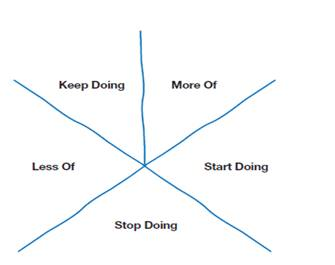 Keep Doing
More Of
Less Of
Start Doing
Stop Doing